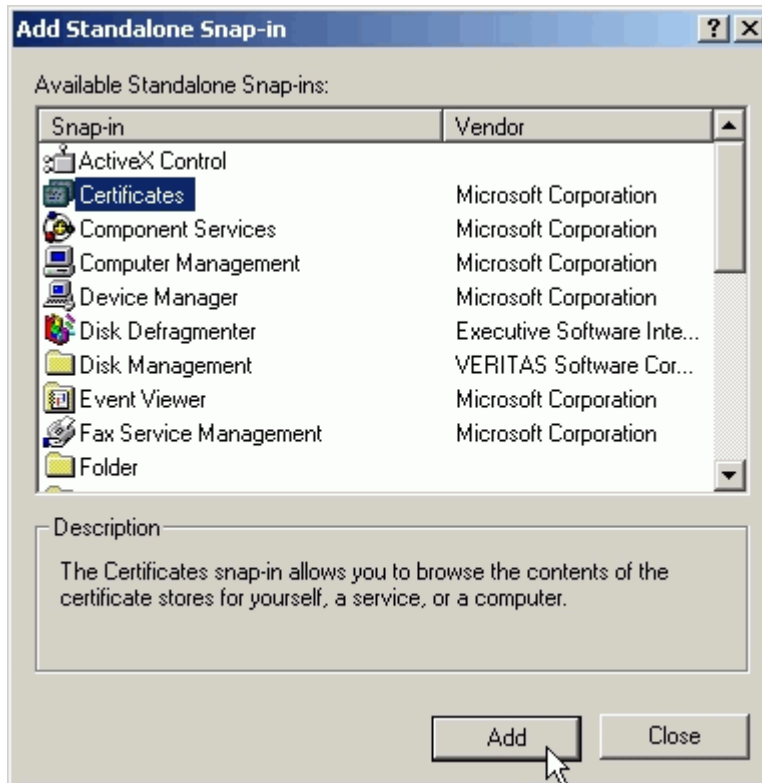 Add Standalone Snap-in
Available Standalone Snap-ins:
Snap-in Vendor
ActiveX Control
Certificates Microsoft Corporation
Component Services Microsoft Corporation
Computer Management Microsoft Corporation
Device Manager Microsoft Corporation
Disk Defragmenter Executive Software Inte...
Disk Management VERITAS Software Cor...
Event Viewer Microsoft Corporation
Fax Service Management Microsoft Corporation
Folder
Description
The Certificates snap-in allows you to browse the contents of the
certificate stores for yourself, a service, or a computer.
Add Close